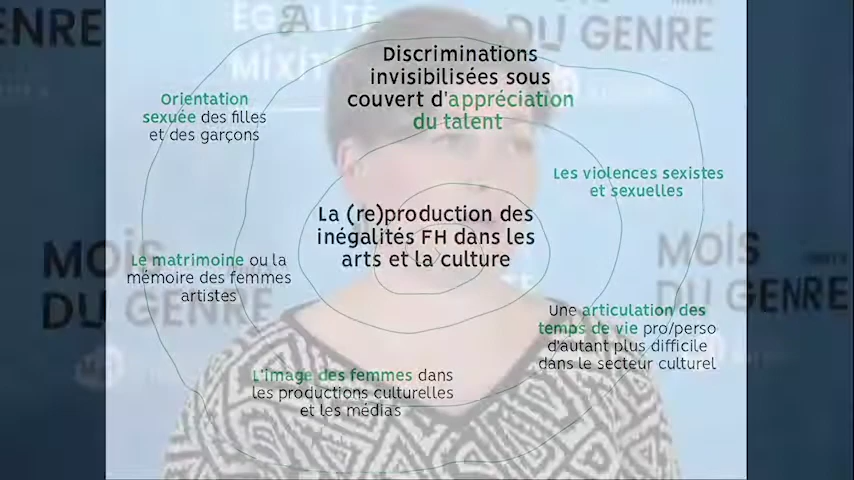 ÉGALITÉ
MIXITÉ
MOIS
DU GENRE
Discriminations
invisibilisées sous
couvert d'appréciation
du talent
Orientation
sexuée des filles
et des garçons
Les violences sexistes
et sexuelles
La (re)production des
inégalités FH dans les
arts et la culture
Le matrimoine ou la
mémoire des femmes
artistes
MOIS
DU GENRE
MOIS
DU GENRE
Une articulation des
temps de vie pro/perso
d'autant plus difficile
dans le secteur culturel
L'image des femmes dans
les productions culturelles
et les médias